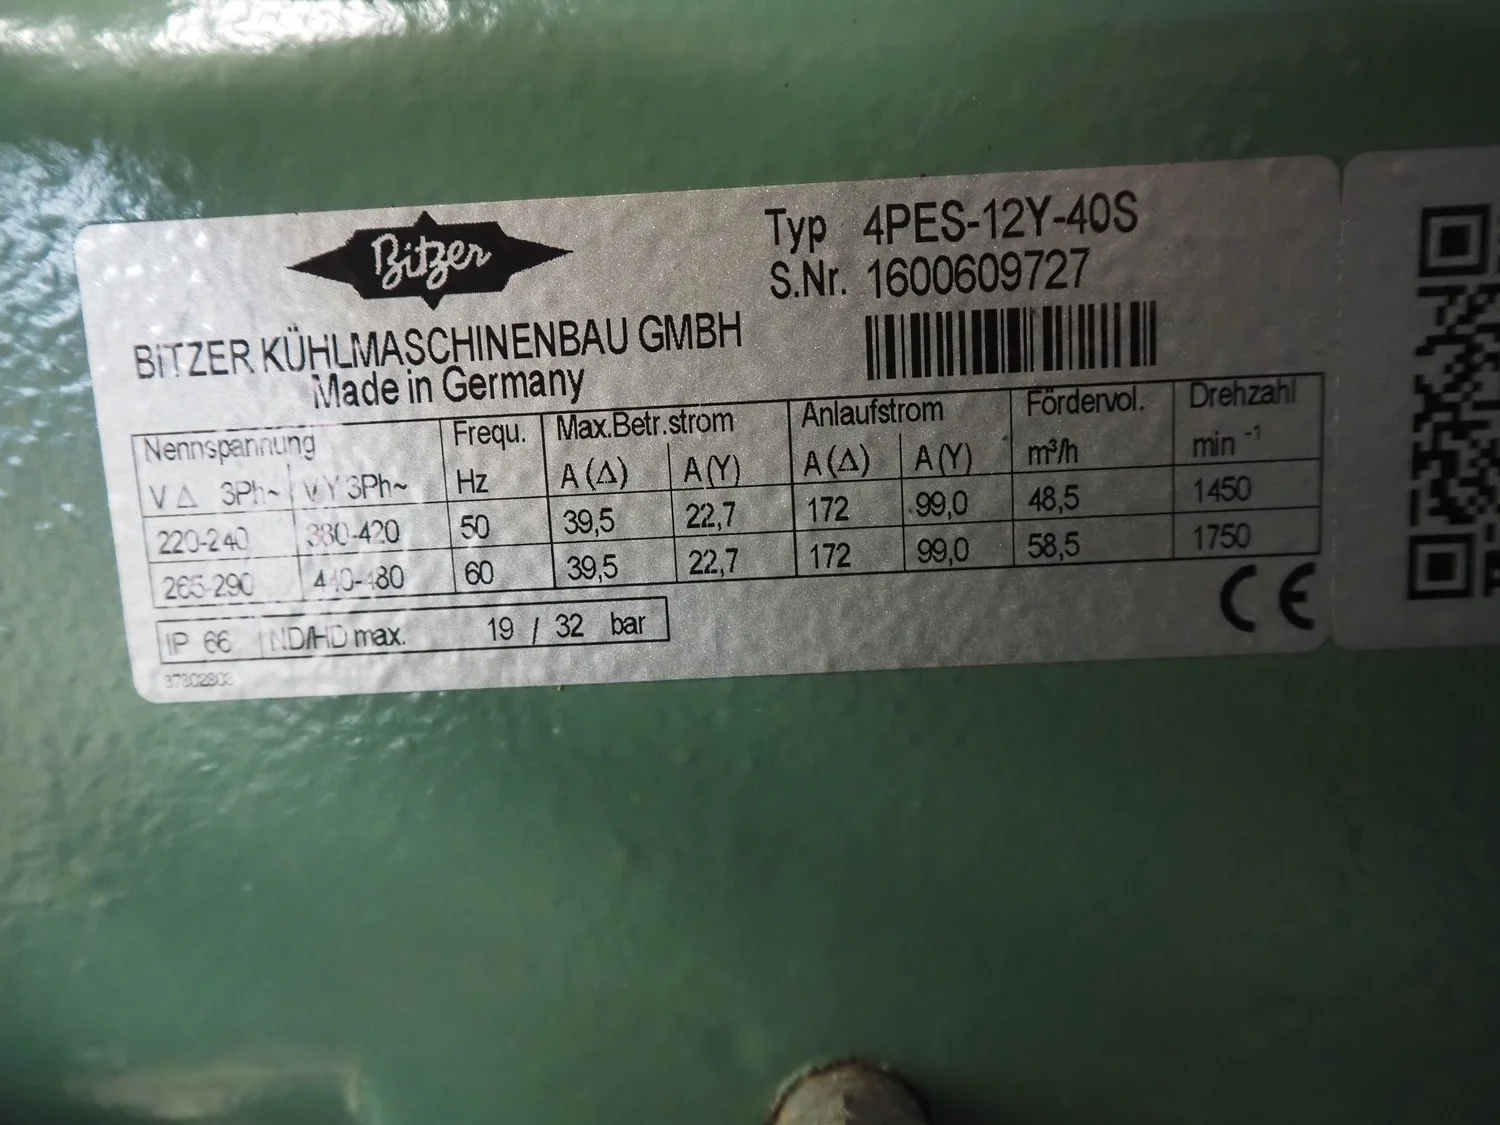 Bitzer
BITZER KÜHLMASCHINENBAU GMBH
Made in Germany
Typ 4PES-12Y-40S
S.Nr. 1600609727
Nennspannung Frequ. Max.Betr.strom Anlaufstrom Fördervol. Drehzahl
V Δ 3Ph~ V Y 3Ph~ Hz A (Δ) A (Y) A (Δ) A (Y) m³/h min -1
220-240 380-420 50 39,5 22,7 172 99,0 48,5 1450
265-290 440-480 60 39,5 22,7 172 99,0 58,5 1750
IP 66 ND/HD max. 19 / 32 bar
CE